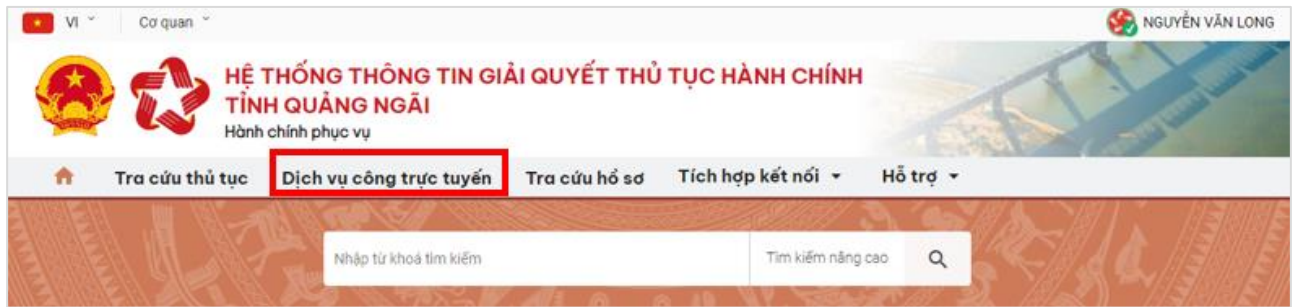 VI Cơ quan NGUYỄN VĂN LONG
HỆ THỐNG THÔNG TIN GIẢI QUYẾT THỦ TỤC HÀNH CHÍNH
TỈNH QUẢNG NGÃI
Hành chính phục vụ
Tra cứu thủ tục Dịch vụ công trực tuyến Tra cứu hồ sơ Tích hợp kết nối Hỗ trợ
Nhập từ khoá tìm kiếm Tìm kiếm nâng cao